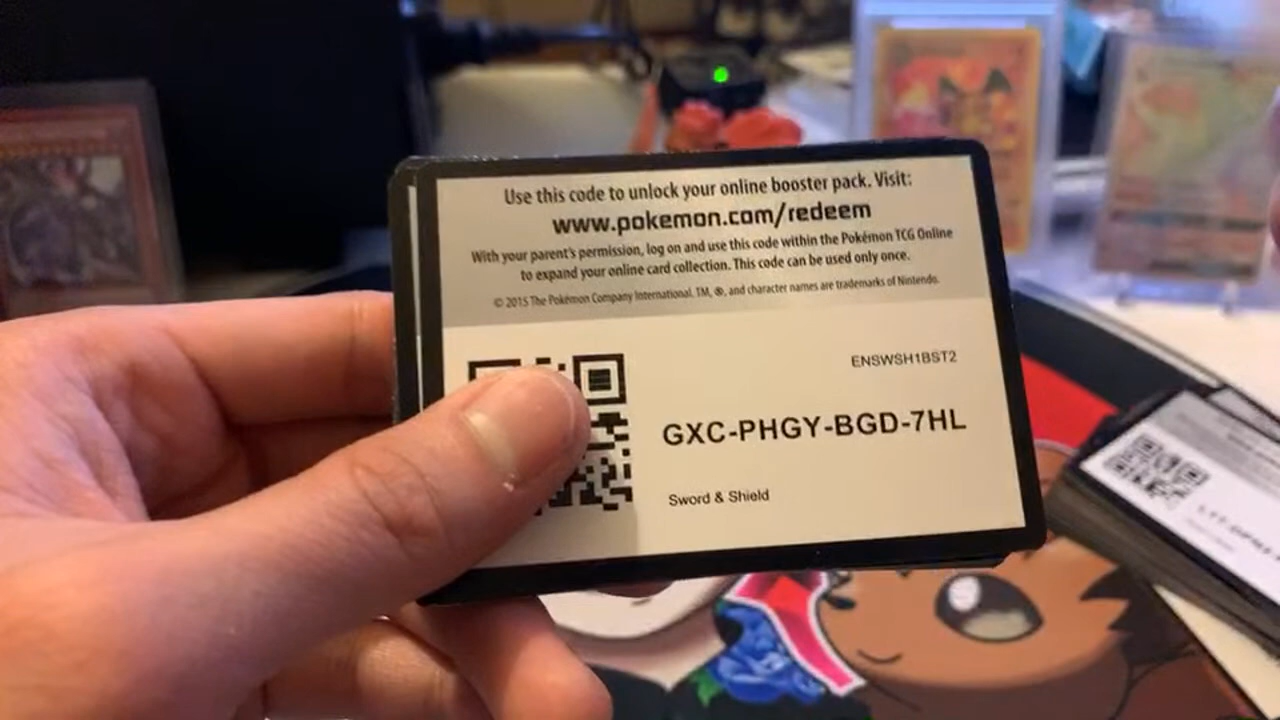 Use this code to unlock your online booster pack. Visit:
www.pokemon.com/redeem
With your parent's permission, log on and use this code within the Pokémon TCG Online
to expand your online card collection. This code can be used only once.
© 2015 The Pokémon Company International. TM, ®, and character names are trademarks of Nintendo.
ENSWSH1BST2
GXC-PHGY-BGD-7HL
Sword & Shield